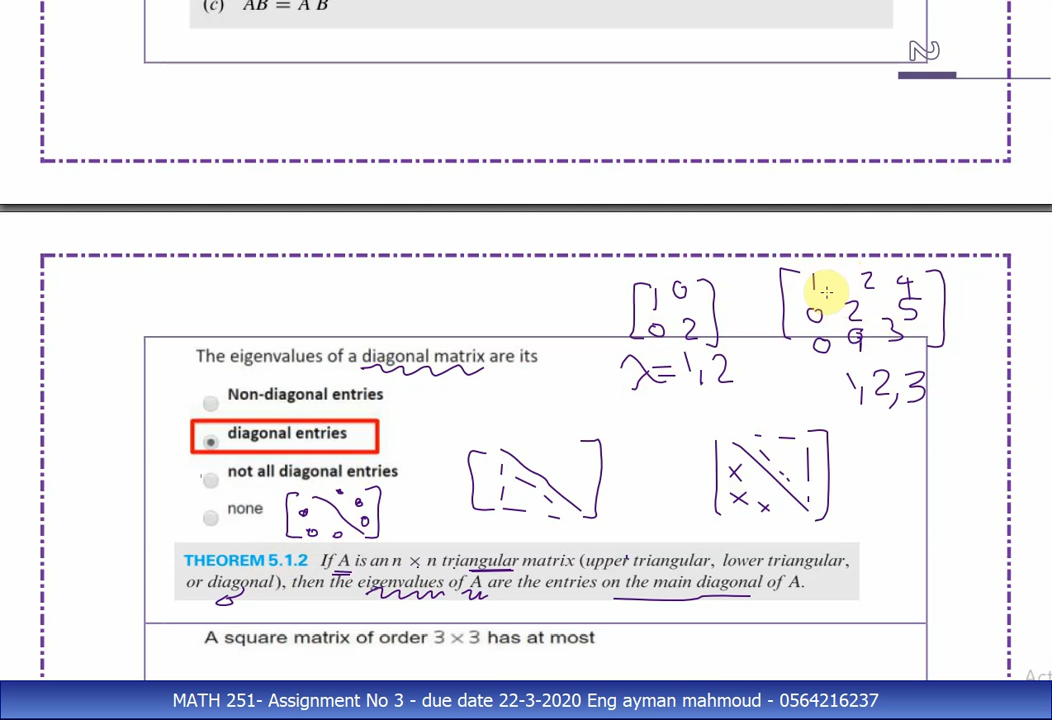 (c) AB = A B
2
[1 0
0 2]
λ = 1, 2
[1 2 4
0 2 5
0 9 3]
1, 2, 3
The eigenvalues of a diagonal matrix are its
Non-diagonal entries
diagonal entries
not all diagonal entries
none
THEOREM 5.1.2 If A is an n × n triangular matrix (upper triangular, lower triangular,
or diagonal), then the eigenvalues of A are the entries on the main diagonal of A.
A square matrix of order 3 × 3 has at most
MATH 251- Assignment No 3 - due date 22-3-2020 Eng ayman mahmoud - 0564216237